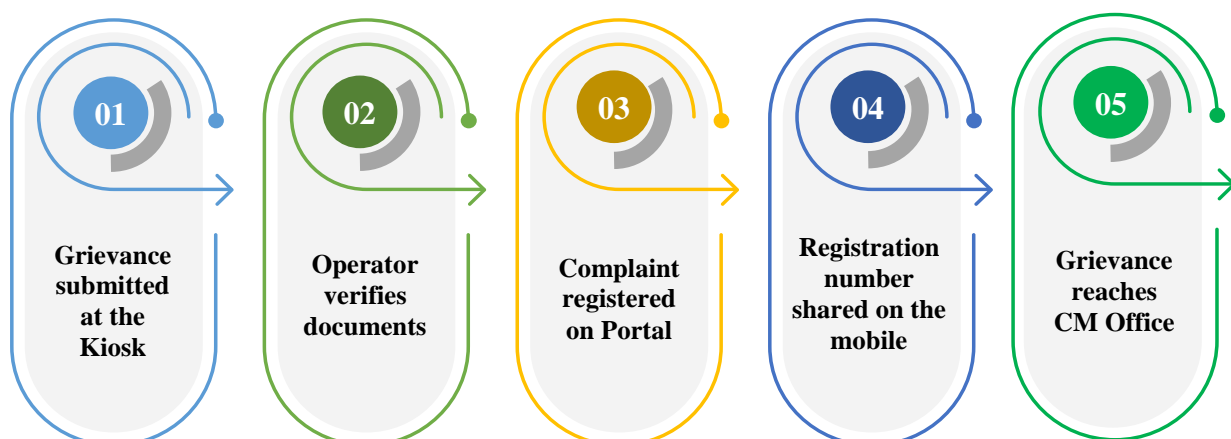 01
Grievance
submitted
at the
Kiosk
02
Operator
verifies
documents
03
Complaint
registered
on Portal
04
Registration
number
shared on the
mobile
05
Grievance
reaches
CM Office